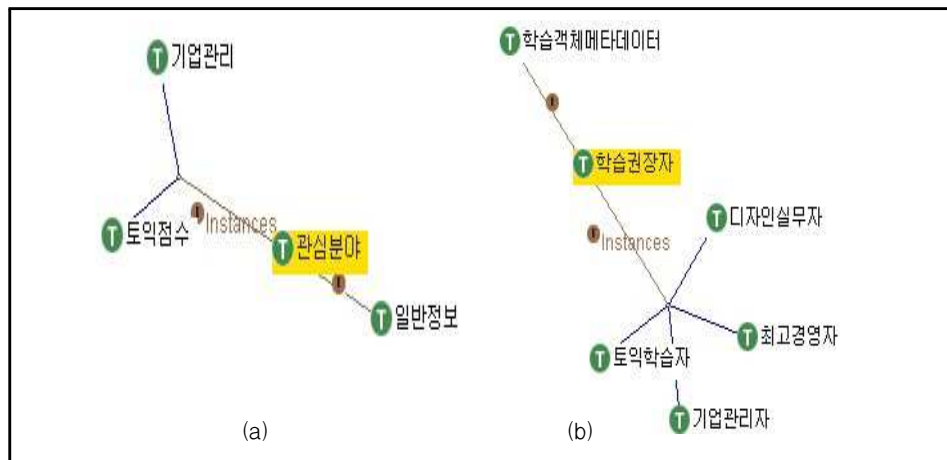 T 기업관리
I Instances
T 토익점수
T 관심분야
I
T 일반정보
(a)
T 학습객체메타데이터
I
T 학습권장자
I Instances
T 디자인실무자
T 최고경영자
T 토익학습자
T 기업관리자
(b)